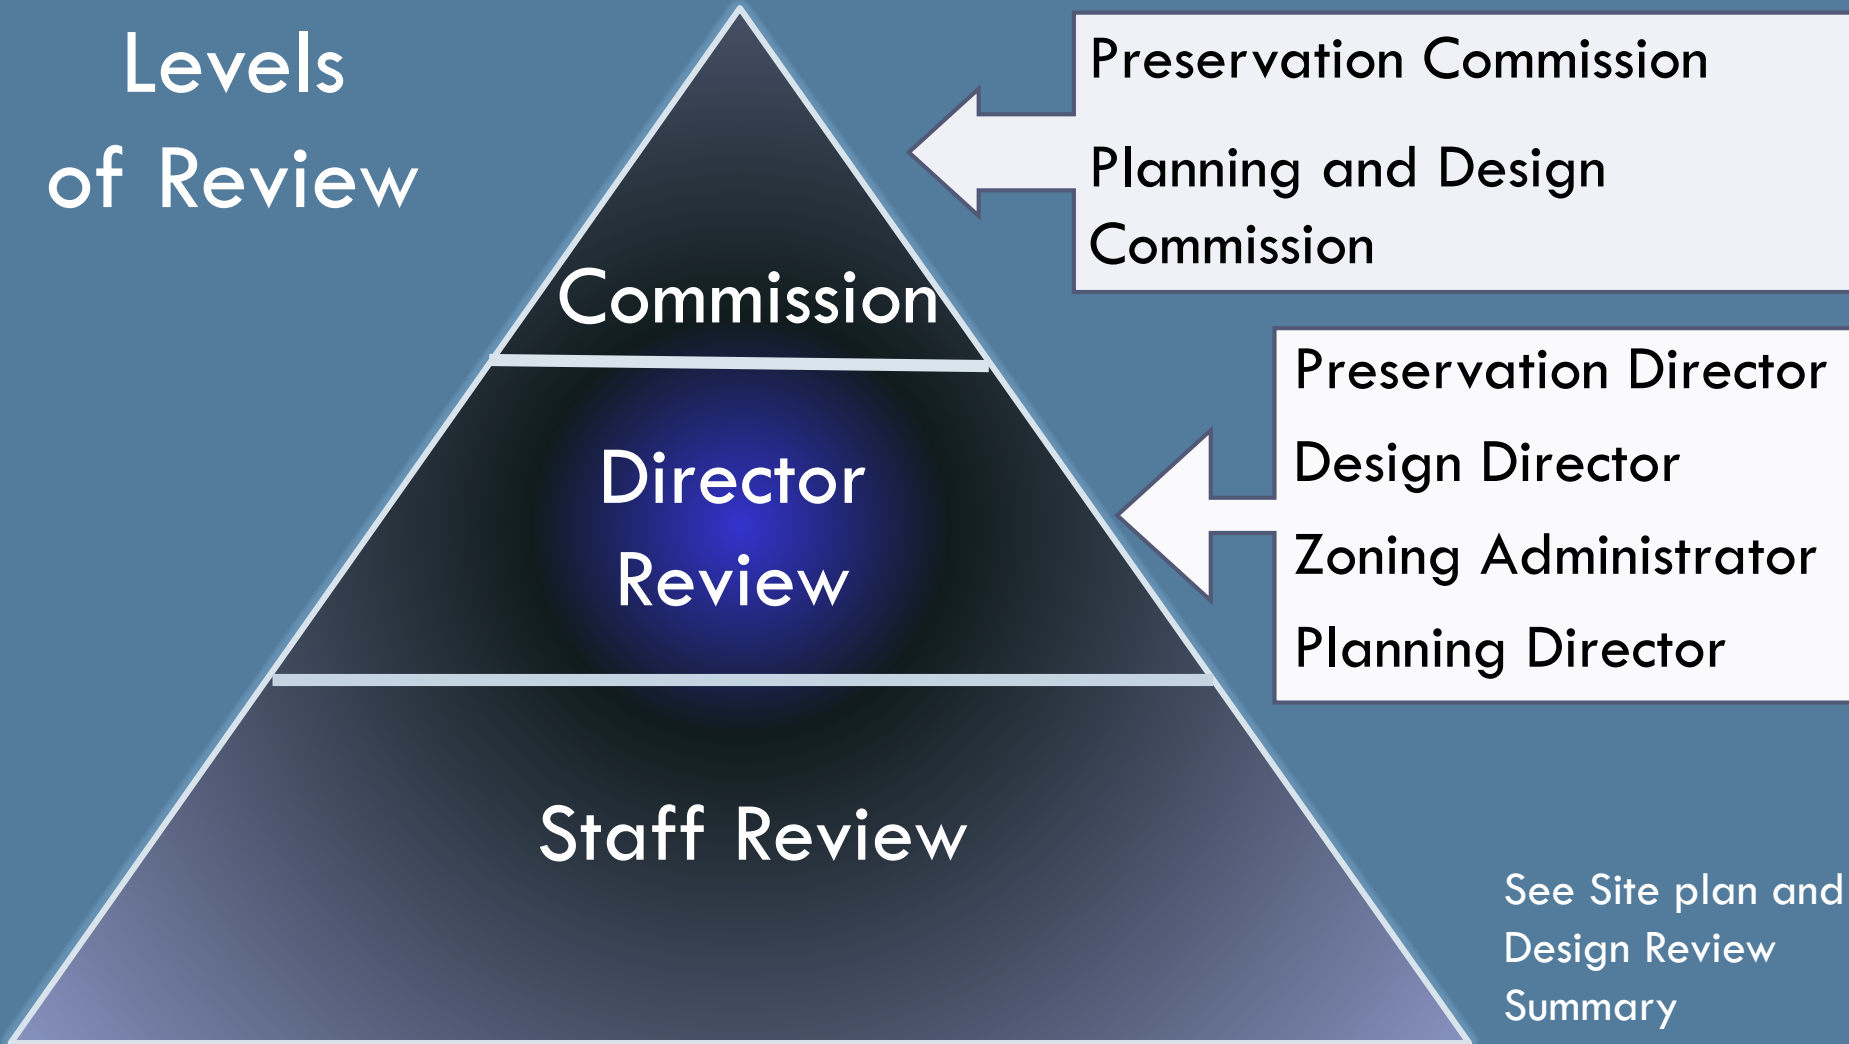 Levels
of Review
Preservation Commission
Planning and Design
Commission
Commission
Preservation Director
Design Director
Zoning Administrator
Planning Director
Director
Review
Staff Review
See Site plan and
Design Review
Summary